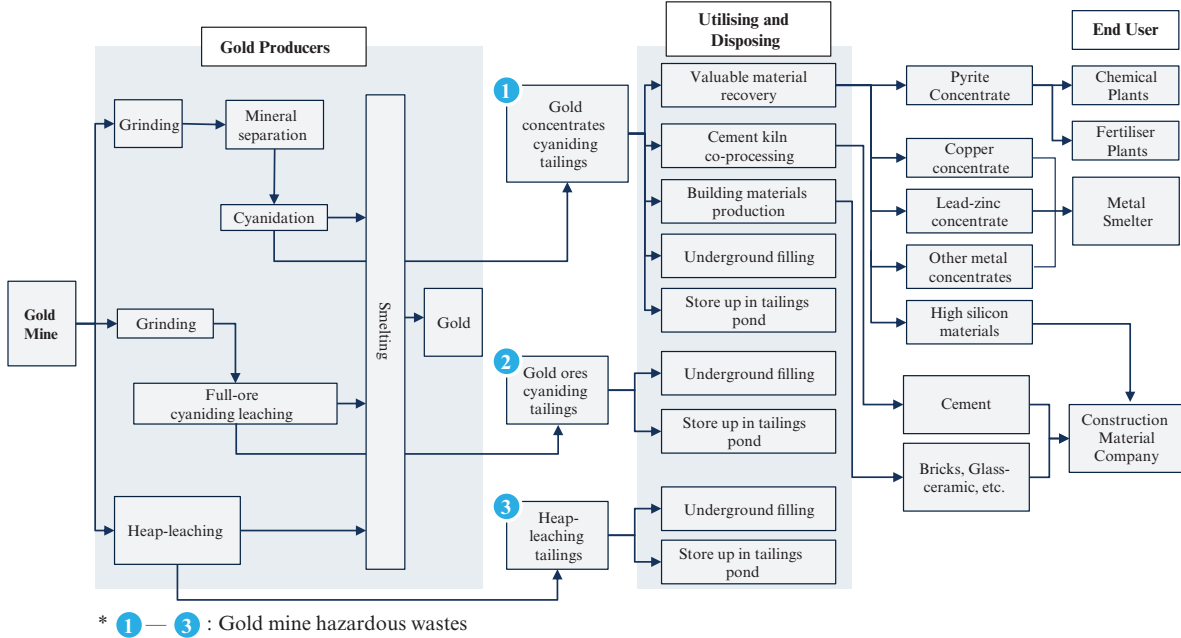 Gold Producers
Utilising and
Disposing
End User
Gold
Mine
Grinding
Mineral
separation
Cyanidation
Grinding
Full-ore
cyaniding leaching
Heap-leaching
Smelting
Gold
1
Gold
concentrates
cyaniding
tailings
2
Gold ores
cyaniding
tailings
3
Heap-
leaching
tailings
Valuable material
recovery
Cement kiln
co-processing
Building materials
production
Underground filling
Store up in tailings
pond
Underground filling
Store up in tailings
pond
Underground filling
Store up in tailings
pond
Pyrite
Concentrate
Copper
concentrate
Lead-zinc
concentrate
Other metal
concentrates
High silicon
materials
Cement
Bricks, Glass-
ceramic, etc.
Chemical
Plants
Fertiliser
Plants
Metal
Smelter
Construction
Material
Company
* 1 — 3 : Gold mine hazardous wastes